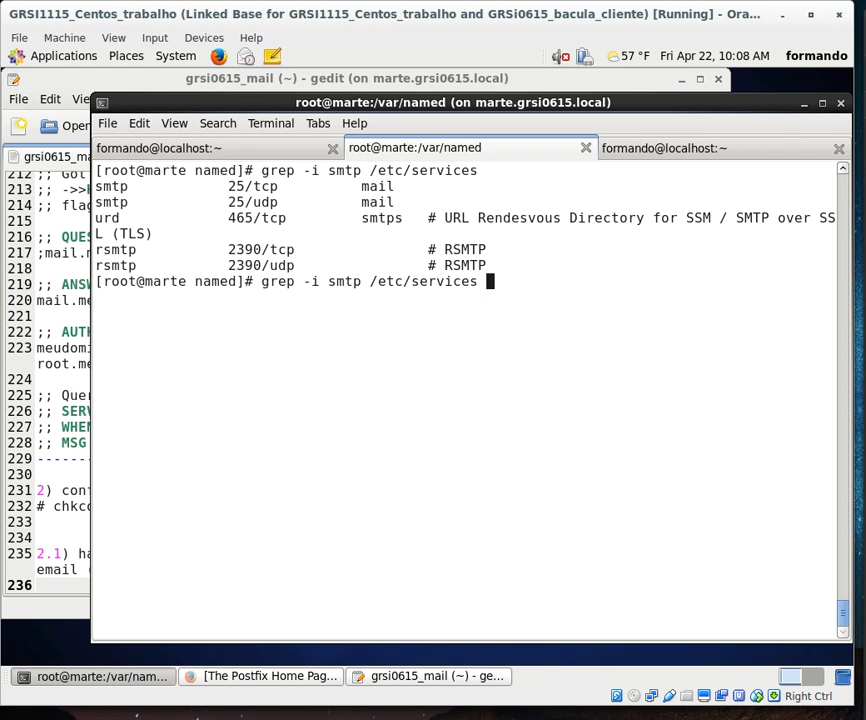 GRSI1115_Centos_trabalho (Linked Base for GRSI1115_Centos_trabalho and GRSi0615_bacula_cliente) [Running] - Ora...
File Machine View Input Devices Help
Applications Places System 57 °F Fri Apr 22, 10:08 AM formando
grsi0615_mail (~) - gedit (on marte.grsi0615.local)
File Edit Vie
Open
grsi0615_ma
root@marte:/var/named (on marte.grsi0615.local)
File Edit View Search Terminal Tabs Help
formando@localhost:~ root@marte:/var/named formando@localhost:~
[root@marte named]# grep -i smtp /etc/services
smtp 25/tcp mail
smtp 25/udp mail
urd 465/tcp smtps # URL Rendesvous Directory for SSM / SMTP over SS
L (TLS)
rsmtp 2390/tcp # RSMTP
rsmtp 2390/udp # RSMTP
[root@marte named]# grep -i smtp /etc/services
212 ;; Got
213 ;; ->>
214 ;; flag
215
216 ;; QUES
217 ;mail.m
218
219 ;; ANSW
220 mail.me
221
222 ;; AUTH
223 meudomi
root.me
224
225 ;; Quer
226 ;; SERV
227 ;; WHEN
228 ;; MSG
229 ------
230
231 2) cont
232 # chkco
233
234
235 2.1) ha
email
236
root@marte:/var/nam... [The Postfix Home Pag... grsi0615_mail (~) - ge...
Right Ctrl